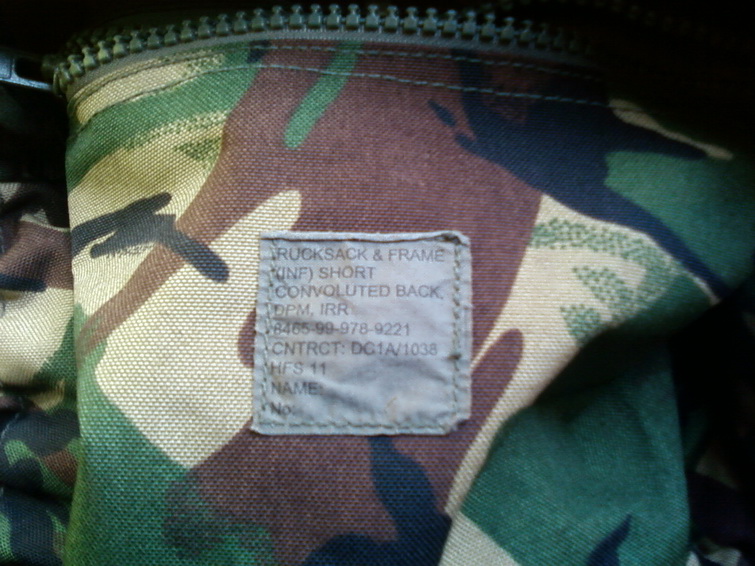 RUCKSACK & FRAME
(INF) SHORT
CONVOLUTED BACK,
DPM, IRR
8465-99-978-9221
CNTRCT: DC1A/1038
HFS 11
NAME:
No: